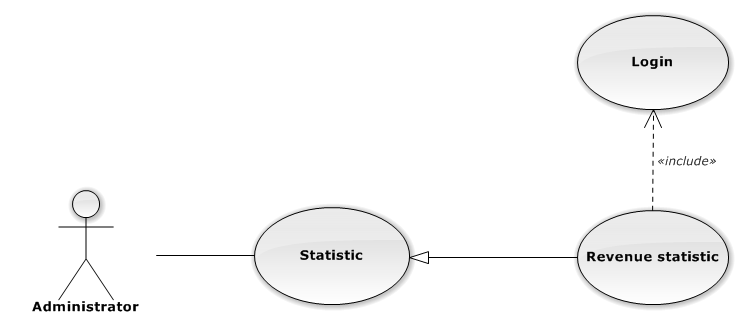 Login
«include»
Statistic
Revenue statistic
Administrator